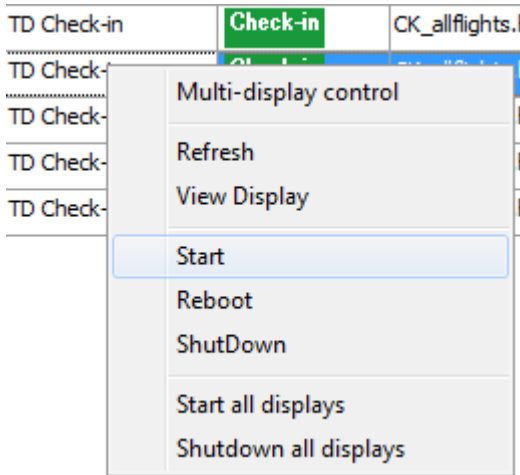 TD Check-in Check-in CK_allflights.
TD Check-
Multi-display control
TD Check-
Refresh
TD Check-
View Display
TD Check-
Start
Reboot
ShutDown
Start all displays
Shutdown all displays